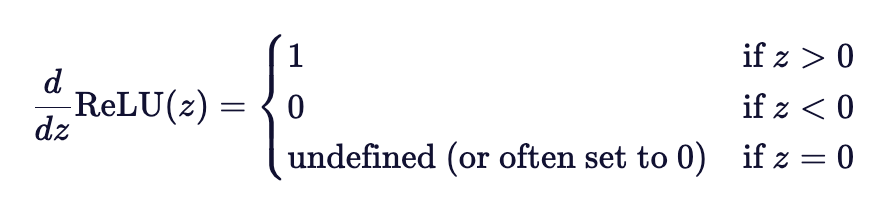 d/dz ReLU(z) = { 1 if z > 0
0 if z < 0
undefined (or often set to 0) if z = 0